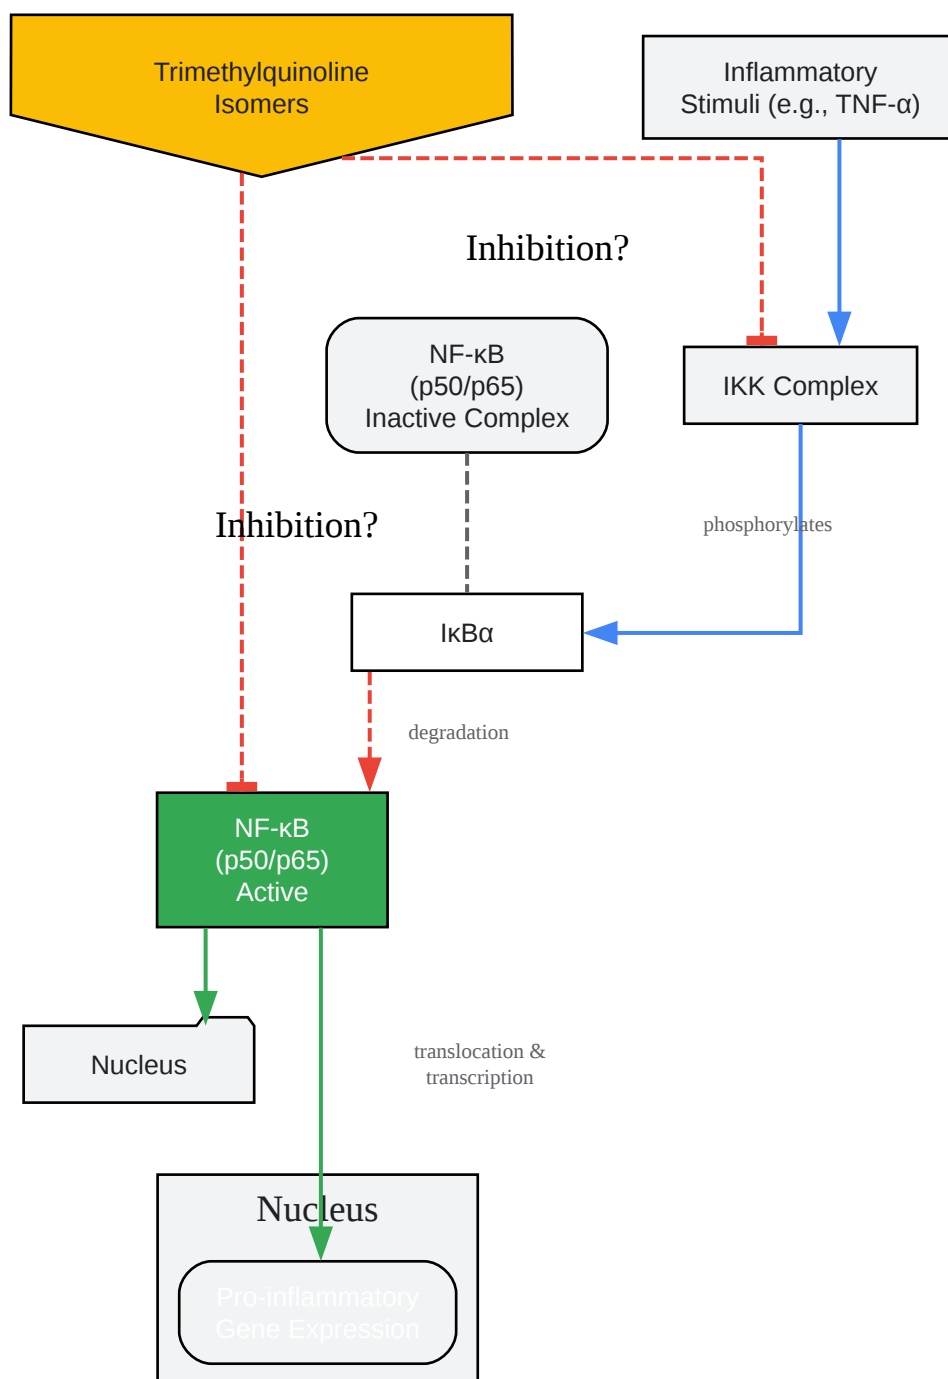 Trimethylquinoline
Isomers
Inflammatory
Stimuli (e.g., TNF-α)
Inhibition?
NF-κB
(p50/p65)
Inactive Complex
IKK Complex
Inhibition?
phosphorylates
IκBα
degradation
NF-κB
(p50/p65)
Active
Nucleus
translocation &
transcription
Nucleus
Pro-inflammatory
Gene Expression